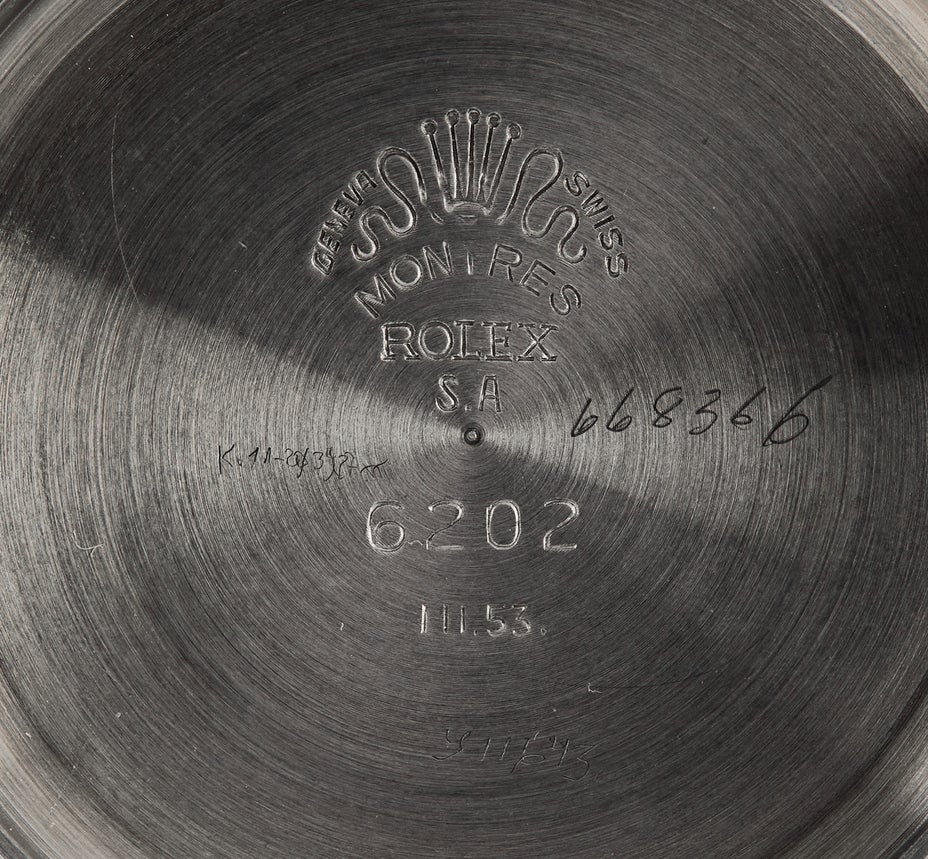 GENEVA SWISS
MONTRES
ROLEX
S.A
668366
6202
III.53.